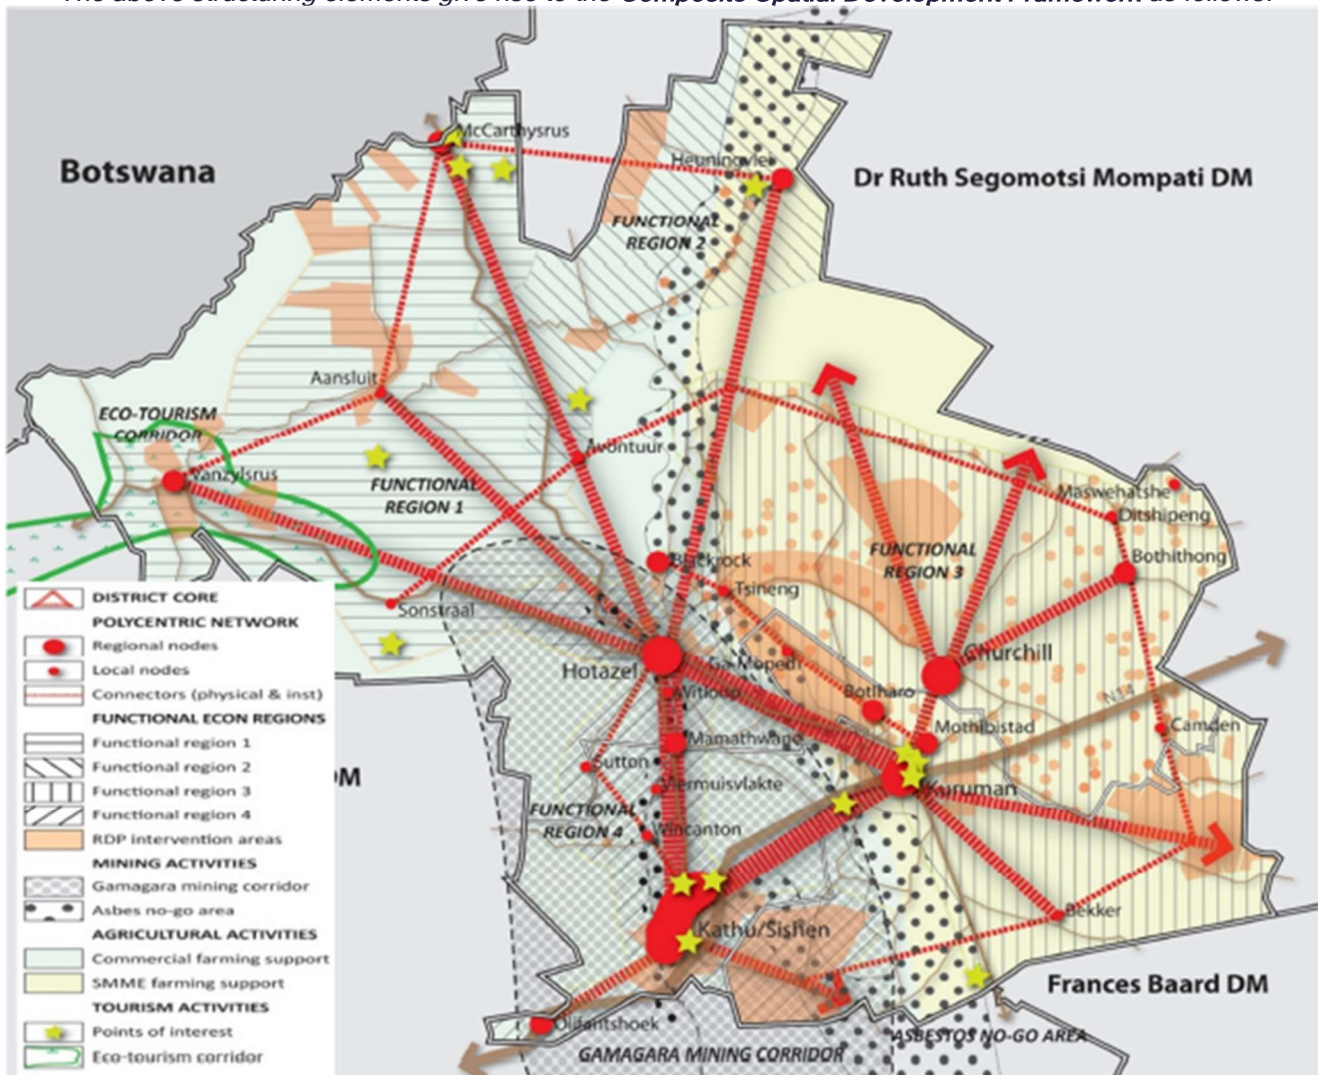 The above structuring elements give rise to the Composite Spatial Development Framework as follows:
McCarthysrus
Botswana
Heuningvlei
Dr Ruth Segomotsi Mompati DM
FUNCTIONAL
REGION 2
Aansluit
ECO-TOURISM
CORRIDOR
Avontuur
Vanzylsrus
FUNCTIONAL
REGION 1
Maswehatshe
Ditshipeng
FUNCTIONAL
REGION 3
Bothithong
Blackrock
Tsineng
Sonstraal
DISTRICT CORE
POLYCENTRIC NETWORK
Regional nodes
Local nodes
Connectors (physical & inst)
FUNCTIONAL ECON REGIONS
Functional region 1
Functional region 2
Functional region 3
Functional region 4
RDP intervention areas
MINING ACTIVITIES
Gamagara mining corridor
Asbes no-go area
AGRICULTURAL ACTIVITIES
Commercial farming support
SMME farming support
TOURISM ACTIVITIES
Points of interest
Eco-tourism corridor
Churchill
Hotazel
Ga-Mopedi
Witloop
Botlharo
N14
Mothibistad
Camden
Mamathwane
Sutton
DM
Vlermuisvlakte
Kuruman
FUNCTIONAL
REGION 4
Wincanton
Bekker
Kathu/Sishen
Frances Baard DM
Olifantshoek
ASBESTOS NO-GO AREA
GAMAGARA MINING CORRIDOR